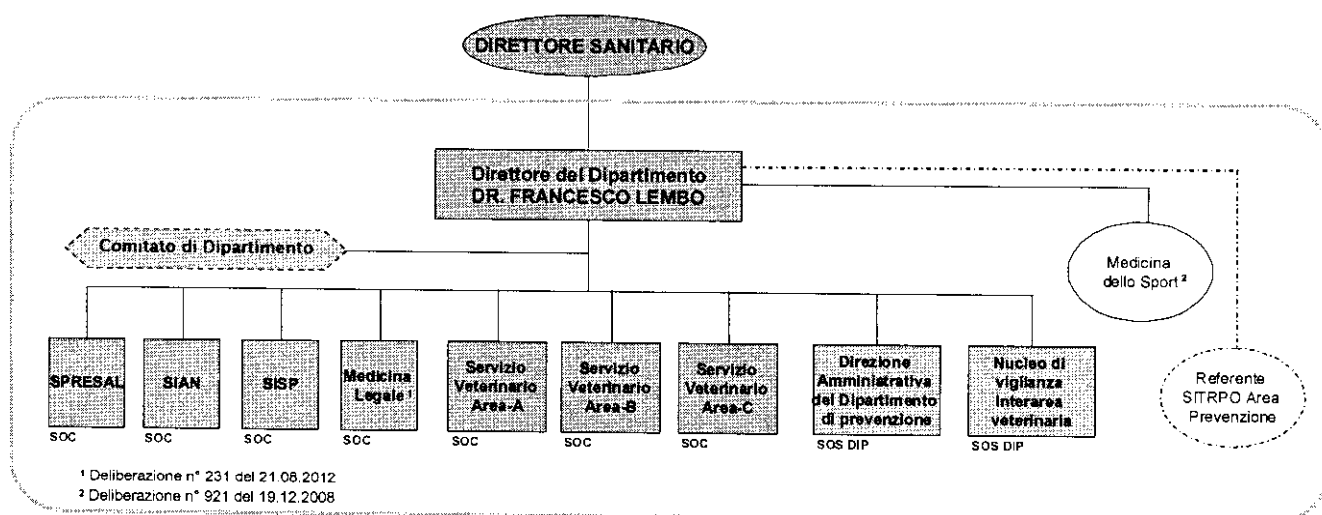 DIRETTORE SANITARIO
Direttore del Dipartimento
DR. FRANCESCO LEMBO
Comitato di Dipartimento
Medicina
dello Sport ²
SPRESAL
SOC
SIAN
SOC
SISP
SOC
Medicina
Legale ¹
SOC
Servizio
Veterinario
Area-A
SOC
Servizio
Veterinario
Area-B
SOC
Servizio
Veterinario
Area-C
SOC
Direzione
Amministrativa
del Dipartimento
di prevenzione
SOS DIP
Nucleo di
vigilanza
Interarea
veterinaria
SOS DIP
Referente
SITRPO Area
Prevenzione
¹ Deliberazione n° 231 del 21.08.2012
² Deliberazione n° 921 del 19.12.2008